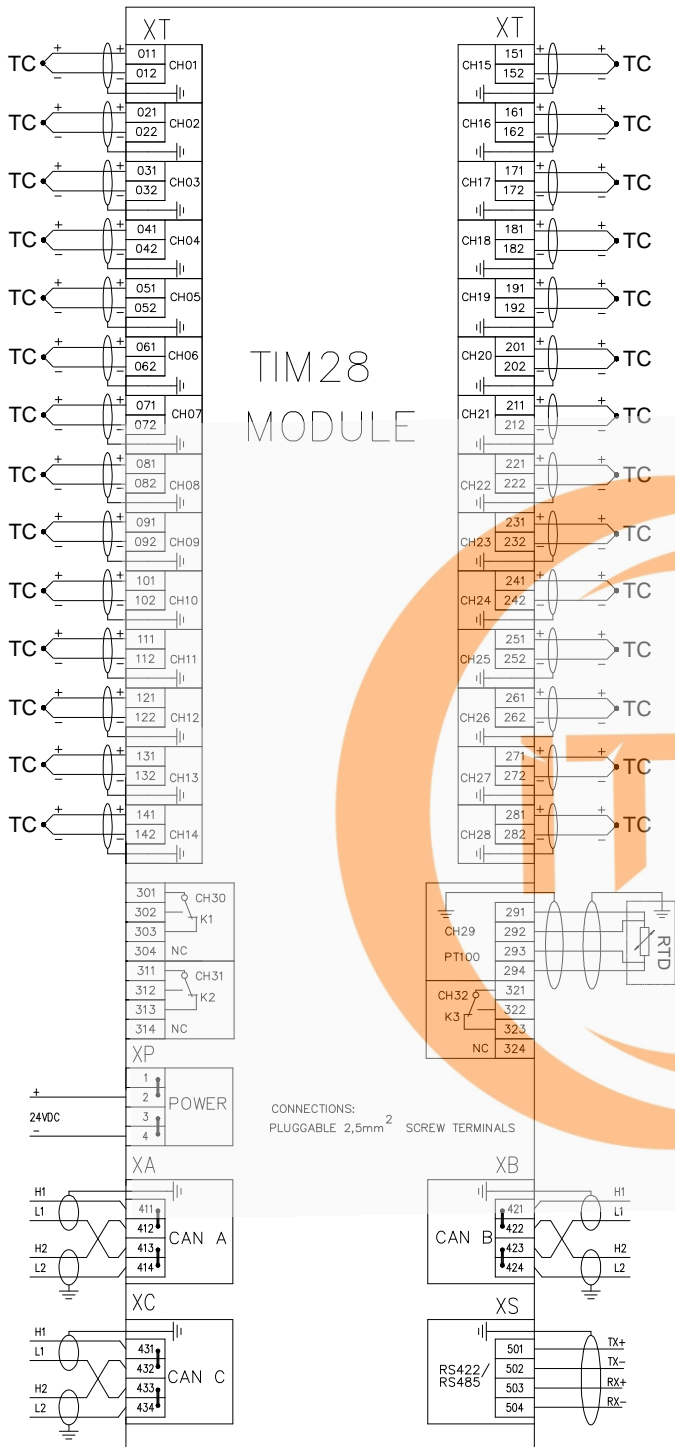 XT XT
TC + - + - 011 012 CH01
TC + - + - 021 022 CH02
TC + - + - 031 032 CH03
TC + - + - 041 042 CH04
TC + - + - 051 052 CH05
TC + - + - 061 062 CH06
TC + - + - 071 072 CH07
TC + - + - 081 082 CH08
TC + - + - 091 092 CH09
TC + - + - 101 102 CH10
TC + - + - 111 112 CH11
TC + - + - 121 122 CH12
TC + - + - 131 132 CH13
TC + - + - 141 142 CH14
TIM28
MODULE
CH15 151 152 + - + - TC
CH16 161 162 + - + - TC
CH17 171 172 + - + - TC
CH18 181 182 + - + - TC
CH19 191 192 + - + - TC
CH20 201 202 + - + - TC
CH21 211 212 + - + - TC
CH22 221 222 + - + - TC
CH23 231 232 + - + - TC
CH24 241 242 + - + - TC
CH25 251 252 + - + - TC
CH26 261 262 + - + - TC
CH27 271 272 + - + - TC
CH28 281 282 + - + - TC
301 CH30
302 K1
303
304 NC
311 CH31
312 K2
313
314 NC
291
CH29 292
PT100 293
294
RTD
CH32 321
K3 322
323
NC 324
XP
+ 1
2 POWER
24VDC 3
- 4
CONNECTIONS:
PLUGGABLE 2,5mm² SCREW TERMINALS
XA
H1 411
L1 412
CAN A
H2 413
L2 414
XB
421 H1
422 L1
CAN B
423 H2
424 L2
XC
H1 431
L1 432
CAN C
H2 433
L2 434
XS
RS422/
RS485
501 TX+
502 TX-
503 RX+
504 RX-